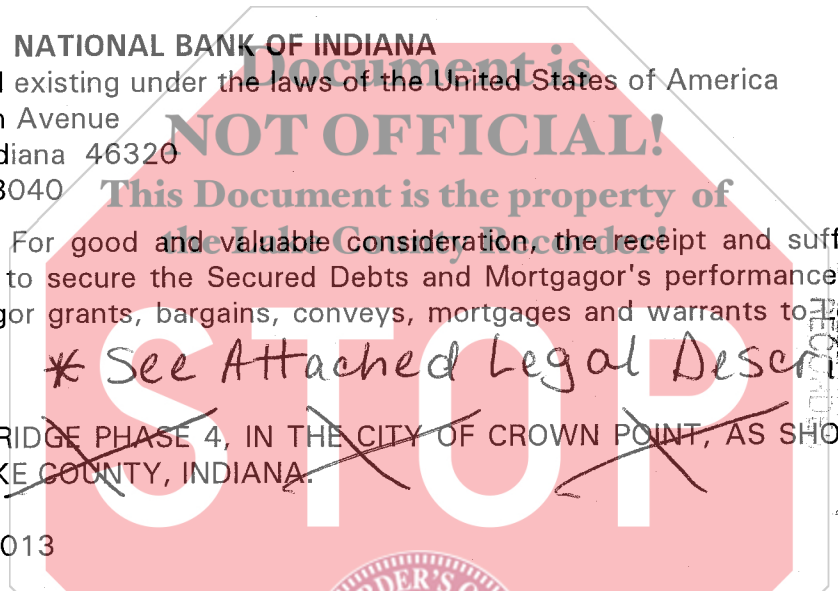 NATIONAL BANK OF INDIANA
Document is
existing under the laws of the United States of America
Avenue
NOT OFFICIAL!
diana 46320
3040
This Document is the property of
For good and valuable consideration, the receipt and suff
the Lake County Recorder!
to secure the Secured Debts and Mortgagor's performance
gor grants, bargains, conveys, mortgages and warrants to
* See Attached Legal Descri
STOP
RIDGE PHASE 4, IN THE CITY OF CROWN POINT, AS SHO
KE COUNTY, INDIANA.
013
RDER'S O